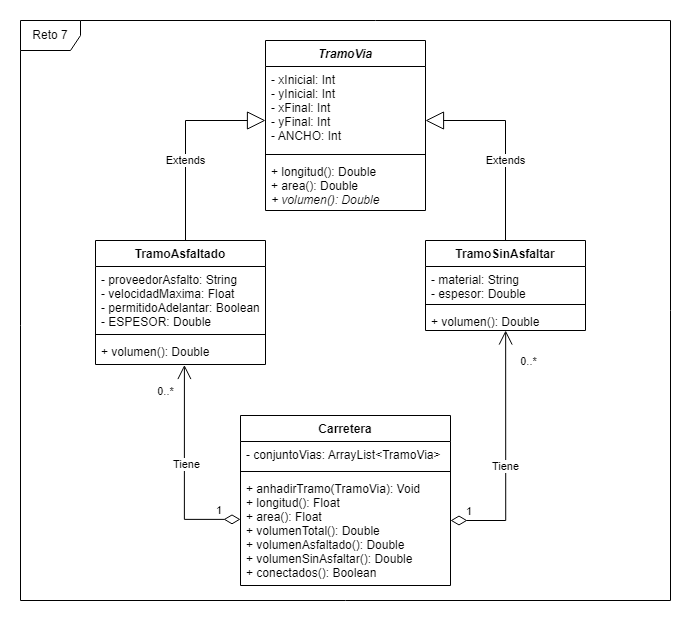 Reto 7
TramoVia
- xInicial: Int
- yInicial: Int
- xFinal: Int
- yFinal: Int
- ANCHO: Int
+ longitud(): Double
+ area(): Double
+ volumen(): Double
Extends
Extends
TramoAsfaltado
- proveedorAsfalto: String
- velocidadMaxima: Float
- permitidoAdelantar: Boolean
- ESPESOR: Double
+ volumen(): Double
TramoSinAsfaltar
- material: String
- espesor: Double
+ volumen(): Double
0..*
0..*
Tiene
Tiene
1
1
Carretera
- conjuntoVias: ArrayList<TramoVia>
+ anhadirTramo(TramoVia): Void
+ longitud(): Float
+ area(): Float
+ volumenTotal(): Double
+ volumenAsfaltado(): Double
+ volumenSinAsfaltar(): Double
+ conectados(): Boolean